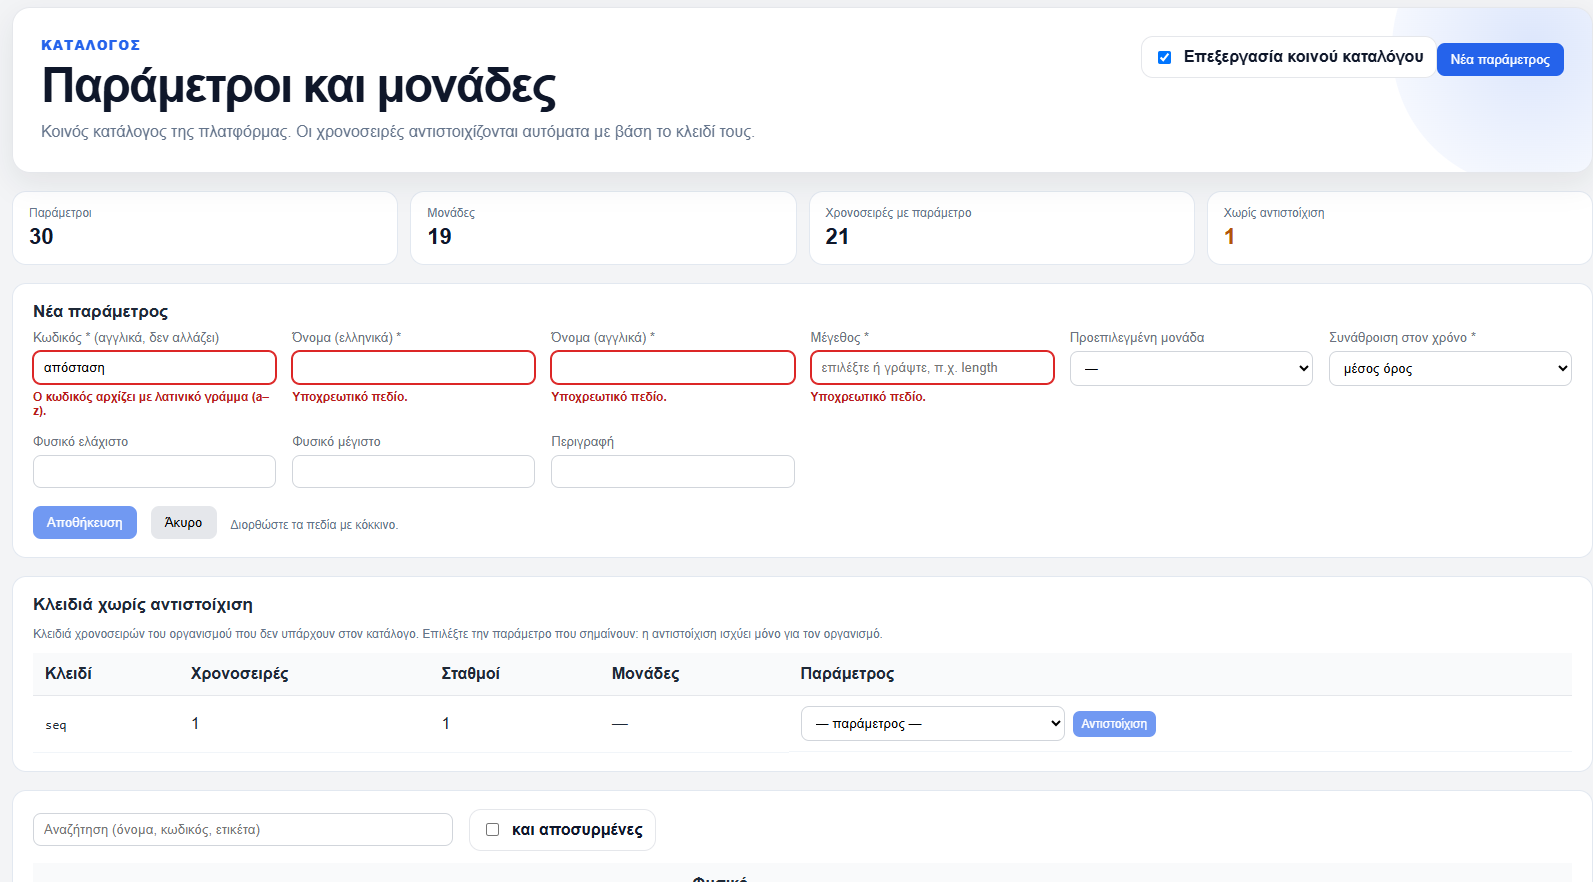 ΚΑΤΑΛΟΓΟΣ
Παράμετροι και μονάδες
Κοινός κατάλογος της πλατφόρμας. Οι χρονοσειρές αντιστοιχίζονται αυτόματα με βάση το κλειδί τους.
Επεξεργασία κοινού καταλόγου
Νέα παράμετρος
Παράμετροι
30
Μονάδες
19
Χρονοσειρές με παράμετρο
21
Χωρίς αντιστοίχιση
1
Νέα παράμετρος
Κωδικός * (αγγλικά, δεν αλλάζει)
απόσταση
Ο κωδικός αρχίζει με λατινικό γράμμα (a–
z).
Όνομα (ελληνικά) *
Υποχρεωτικό πεδίο.
Όνομα (αγγλικά) *
Υποχρεωτικό πεδίο.
Μέγεθος *
επιλέξτε ή γράψτε, π.χ. length
Υποχρεωτικό πεδίο.
Προεπιλεγμένη μονάδα
—
Συνάθροιση στον χρόνο *
μέσος όρος
Φυσικό ελάχιστο
Φυσικό μέγιστο
Περιγραφή
Αποθήκευση
Άκυρο
Διορθώστε τα πεδία με κόκκινο.
Κλειδιά χωρίς αντιστοίχιση
Κλειδιά χρονοσειρών του οργανισμού που δεν υπάρχουν στον κατάλογο. Επιλέξτε την παράμετρο που σημαίνουν: η αντιστοίχιση ισχύει μόνο για τον οργανισμό.
Κλειδί Χρονοσειρές Σταθμοί Μονάδες Παράμετρος
seq 1 1 — — παράμετρος — Αντιστοίχιση
Αναζήτηση (όνομα, κωδικός, ετικέτα)
και αποσυρμένες
Φυσικό